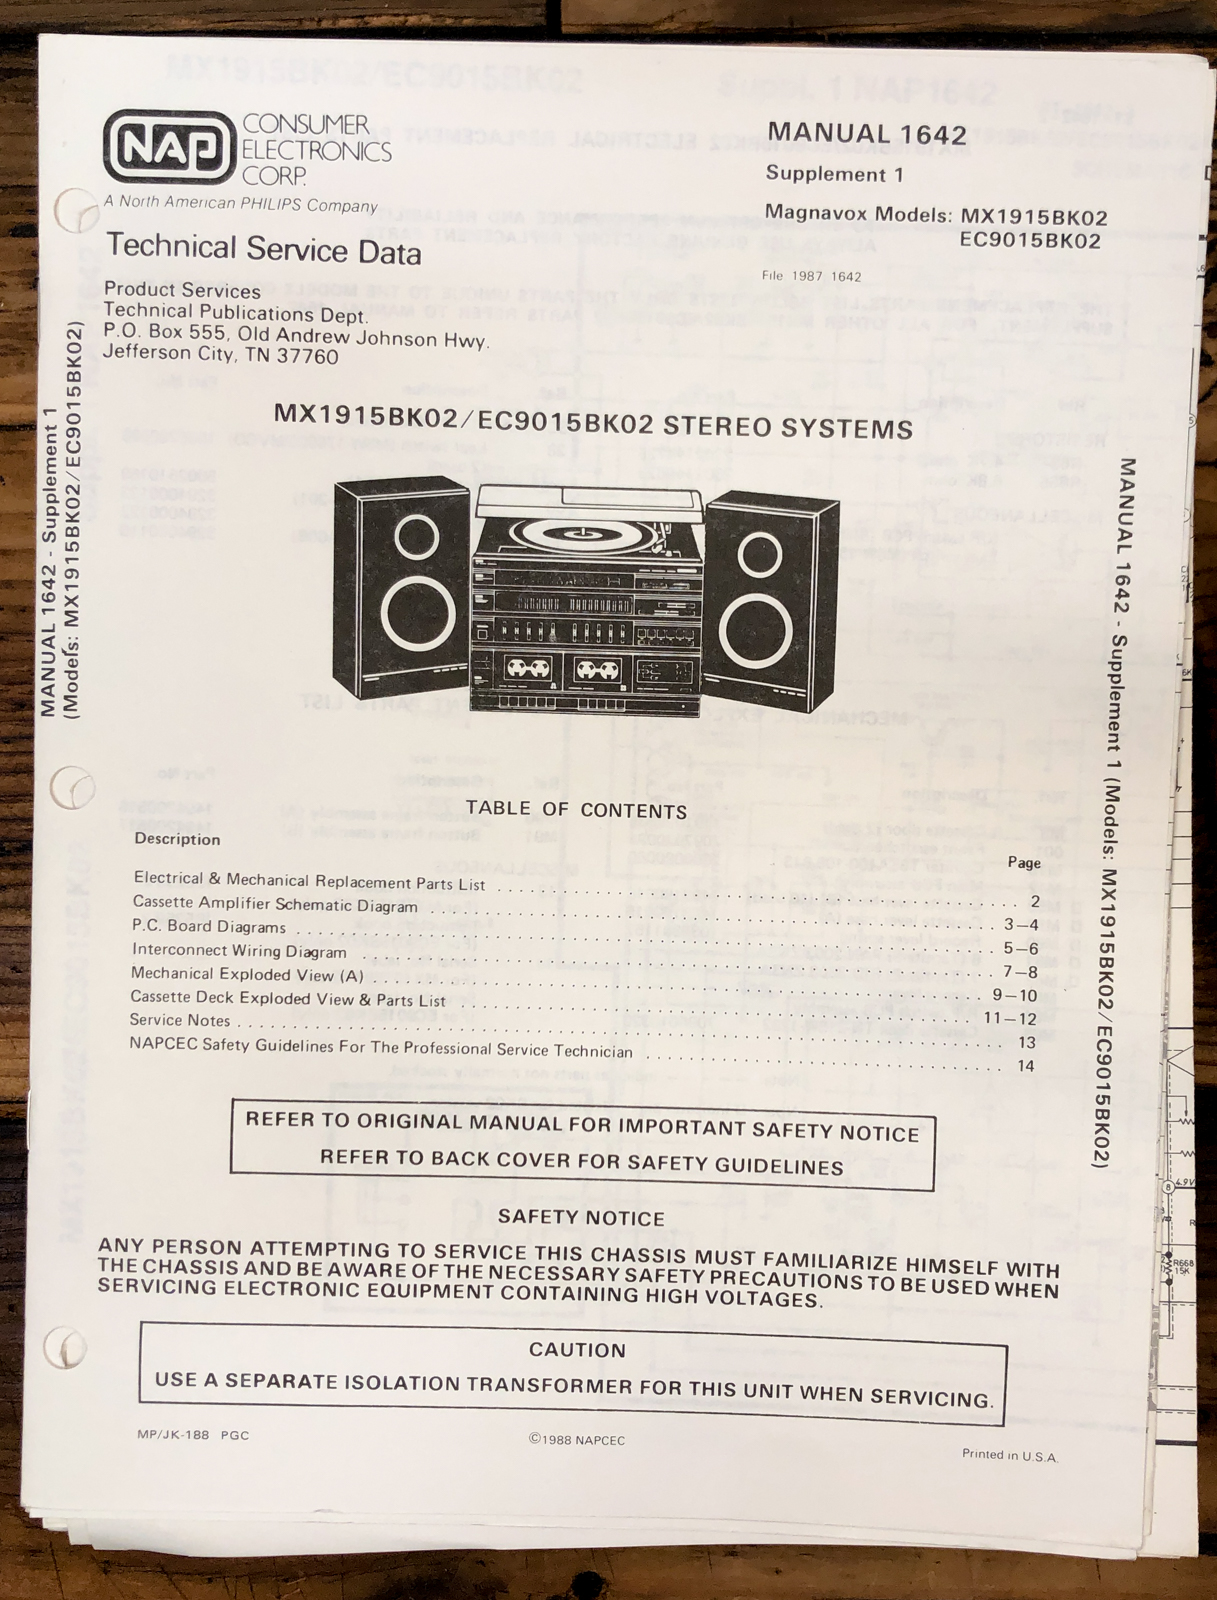 NAP
CONSUMER
ELECTRONICS
CORP.
A North American PHILIPS Company
Technical Service Data
Product Services
Technical Publications Dept.
P.O. Box 555, Old Andrew Johnson Hwy.
Jefferson City, TN 37760
MANUAL 1642
Supplement 1
Magnavox Models: MX1915BK02
EC9015BK02
File 1987 1642
MANUAL 1642 - Supplement 1
(Models: MX1915BK02/EC9015BK02)
MX1915BK02/EC9015BK02 STEREO SYSTEMS
MANUAL 1642 - Supplement 1 (Models: MX1915BK02/EC9015BK02)
TABLE OF CONTENTS
Description Page
Electrical & Mechanical Replacement Parts List . . . . . . . . . . 2
Cassette Amplifier Schematic Diagram . . . . . . . . . . 3–4
P.C. Board Diagrams . . . . . . . . . . 5–6
Interconnect Wiring Diagram . . . . . . . . . . 7–8
Mechanical Exploded View (A) . . . . . . . . . . 9–10
Cassette Deck Exploded View & Parts List . . . . . . . . . . 11–12
Service Notes . . . . . . . . . . 13
NAPCEC Safety Guidelines For The Professional Service Technician . . . . . . . . . . 14
REFER TO ORIGINAL MANUAL FOR IMPORTANT SAFETY NOTICE
REFER TO BACK COVER FOR SAFETY GUIDELINES
SAFETY NOTICE
ANY PERSON ATTEMPTING TO SERVICE THIS CHASSIS MUST FAMILIARIZE HIMSELF WITH
THE CHASSIS AND BE AWARE OF THE NECESSARY SAFETY PRECAUTIONS TO BE USED WHEN
SERVICING ELECTRONIC EQUIPMENT CONTAINING HIGH VOLTAGES.
CAUTION
USE A SEPARATE ISOLATION TRANSFORMER FOR THIS UNIT WHEN SERVICING.
MP/JK-188 PGC
©1988 NAPCEC
Printed in U.S.A.
8
4.9V
R668
15K